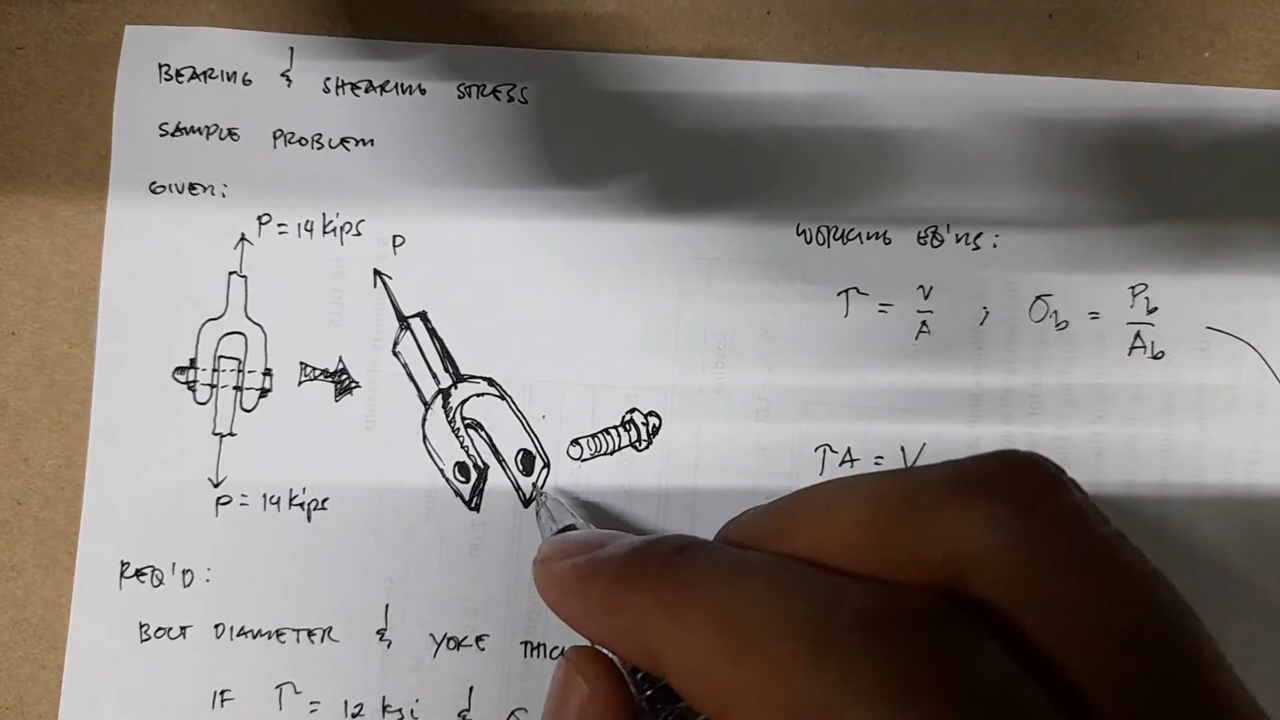 BEARING & SHEARING STRESS
SAMPLE PROBLEM
GIVEN:
P = 14 kips
P
P = 14 kips
REQ'D:
BOLT DIAMETER & YOKE
IF τ = 12 ksi &
WORKING EQ'NS:
τ = V/A ; σb = Pb/Ab
τA = V